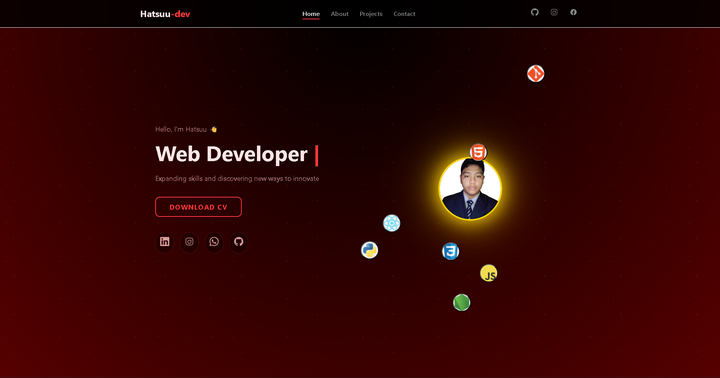 Hatsuu-dev
Home About Projects Contact
Hello, I'm Hatsuu 👋
Web Developer |
Expanding skills and discovering new ways to innovate
DOWNLOAD CV
JS